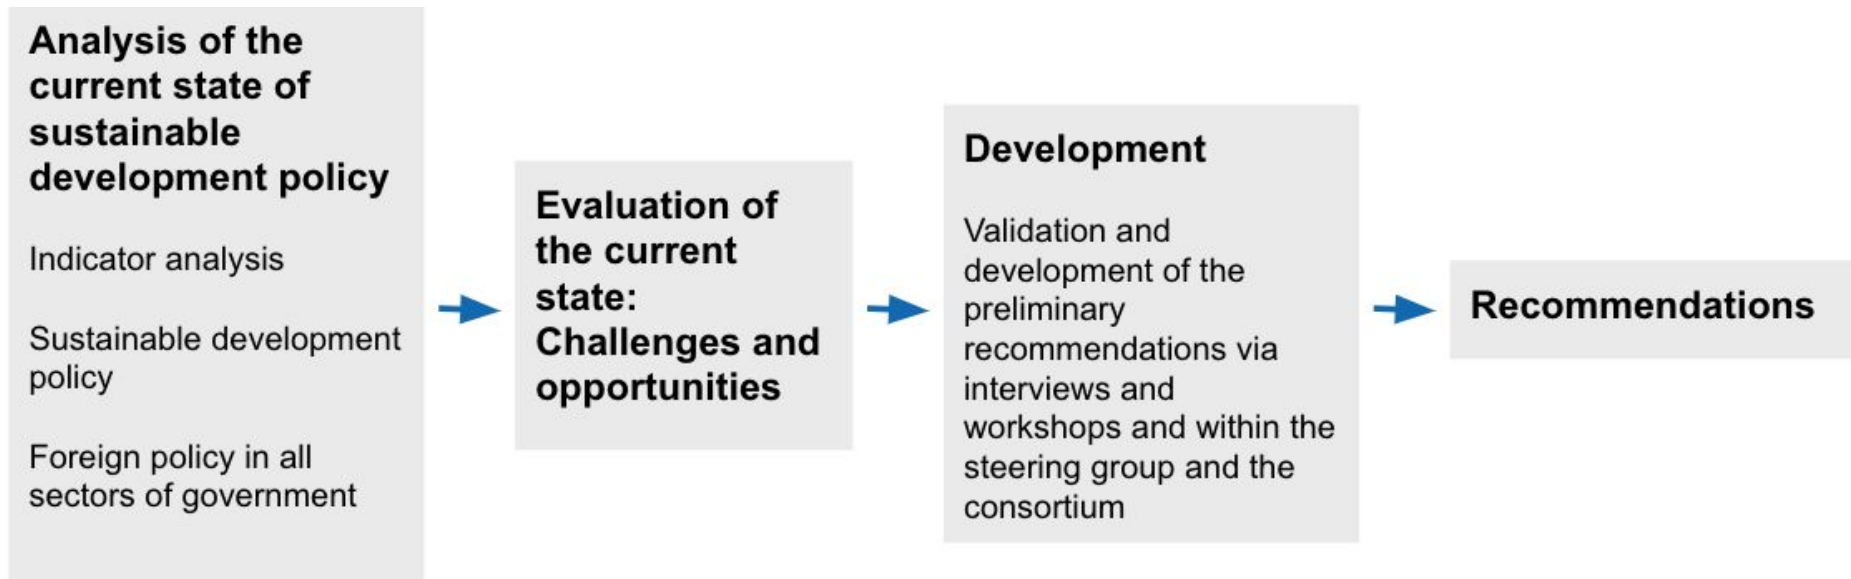 Analysis of the
current state of
sustainable
development policy
Indicator analysis
Sustainable development
policy
Foreign policy in all
sectors of government
Evaluation of
the current
state:
Challenges and
opportunities
Development
Validation and
development of the
preliminary
recommendations via
interviews and
workshops and within the
steering group and the
consortium
Recommendations